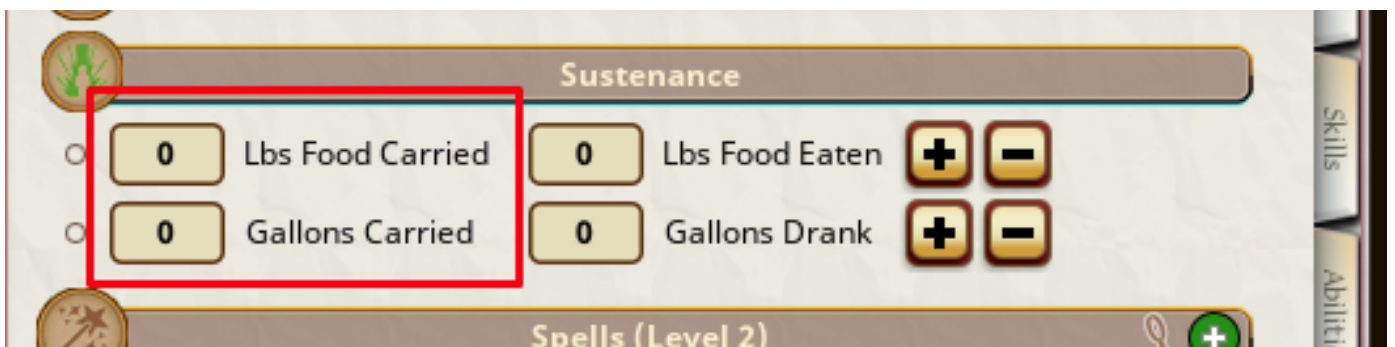 Sustenance
0 Lbs Food Carried 0 Lbs Food Eaten + −
0 Gallons Carried 0 Gallons Drank + −
Spells (Level 2)
Skills